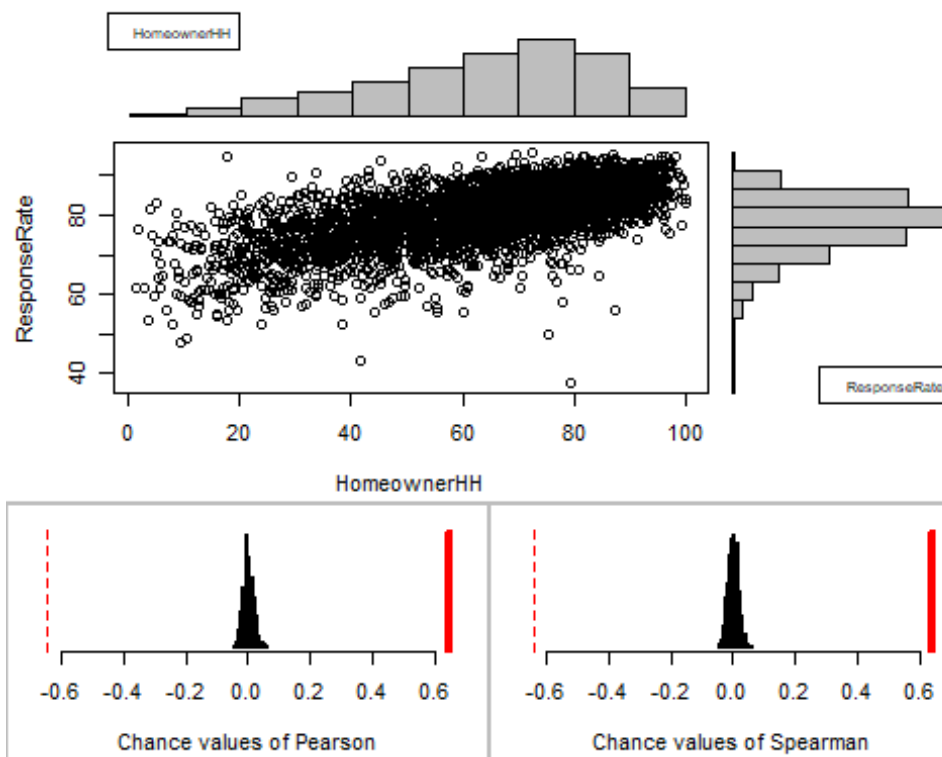 HomeownerHH
ResponseRate
80
60
40
0 20 40 60 80 100
HomeownerHH
ResponseRate
-0.6 -0.4 -0.2 0.0 0.2 0.4 0.6
Chance values of Pearson
-0.6 -0.4 -0.2 0.0 0.2 0.4 0.6
Chance values of Spearman